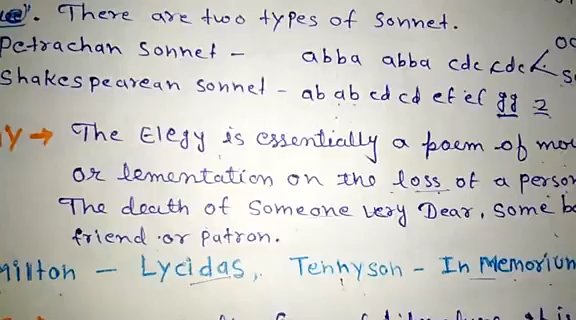 There are two types of Sonnet.
Petrachan Sonnet - abba abba cdc cdc
Shakespearean sonnet - ab ab cd cd ef ef gg 2
→ The Elegy is essentially a poem of
or lementation on the loss of a person
The death of Someone very Dear, Some
friend or patron.
Milton - Lycidas, Tennyson - In Memorium